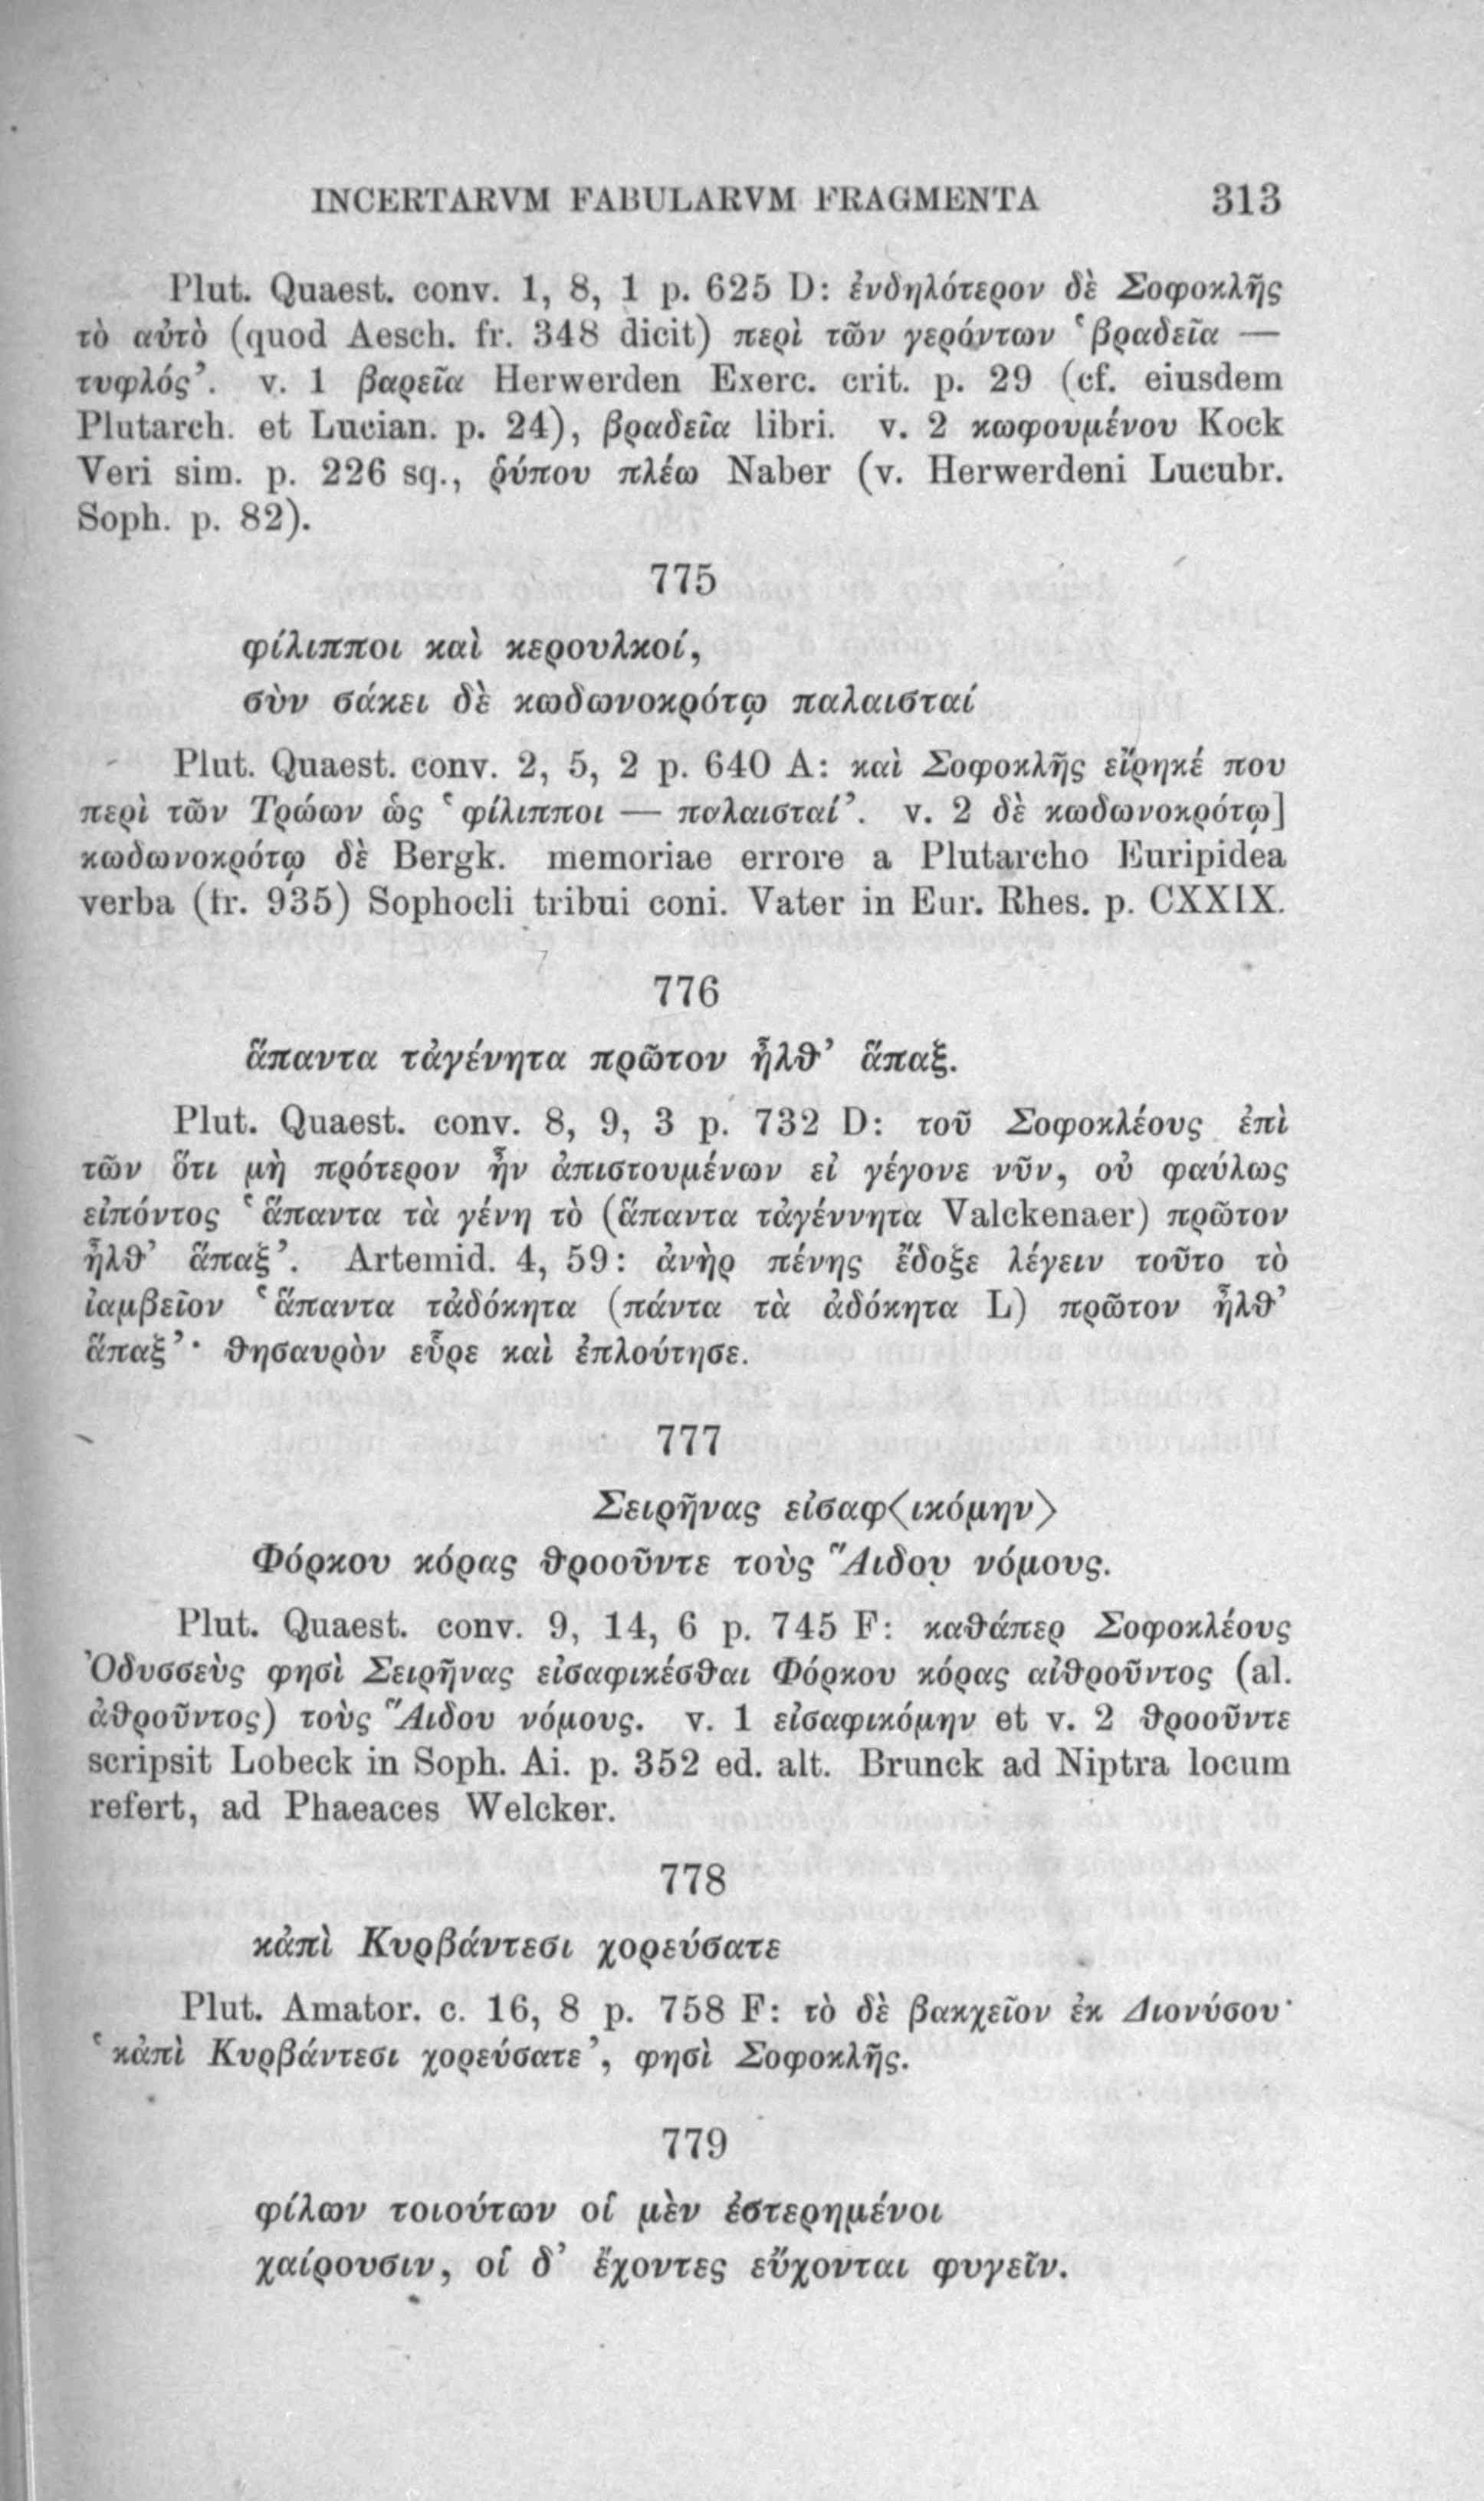 INCERTARVM FABULARVM FRAGMENTA 313
Plut. Quaest. conv. 1, 8, 1 p. 625 D: ἐνδηλότερον δὲ Σοφοκλῆς
τὸ αὐτὸ (quod Aesch. fr. 348 dicit) περὶ τῶν γερόντων ‘βραδεῖα —
τυφλός’. v. 1 βαρεῖα Herwerden Exerc. crit. p. 29 (cf. eiusdem
Plutarch. et Lucian. p. 24), βραδεῖα libri. v. 2 κωφουμένου Kock
Veri sim. p. 226 sq., ῥύπου πλέω Naber (v. Herwerdeni Lucubr.
Soph. p. 82).
775
φίλιπποι καὶ κερουλκοί,
σὺν σάκει δὲ κωδωνοκρότῳ παλαισταί
Plut. Quaest. conv. 2, 5, 2 p. 640 A: καὶ Σοφοκλῆς εἴρηκέ που
περὶ τῶν Τρώων ὡς ‘φίλιπποι — παλαισταί’. v. 2 δὲ κωδωνοκρότῳ]
κωδωνοκρότῳ δὲ Bergk. memoriae errore a Plutarcho Euripidea
verba (fr. 935) Sophocli tribui coni. Vater in Eur. Rhes. p. CXXIX.
776
ἅπαντα τἀγένητα πρῶτον ἦλθ’ ἅπαξ.
Plut. Quaest. conv. 8, 9, 3 p. 732 D: τοῦ Σοφοκλέους ἐπὶ
τῶν ὅτι μὴ πρότερον ἦν ἀπιστουμένων εἰ γέγονε νῦν, οὐ φαύλως
εἰπόντος ‘ἅπαντα τὰ γένη τὸ (ἅπαντα τἀγέννητα Valckenaer) πρῶτον
ἦλθ’ ἅπαξ’. Artemid. 4, 59: ἀνὴρ πένης ἔδοξε λέγειν τοῦτο τὸ
ἰαμβεῖον ‘ἅπαντα τἀδόκητα (πάντα τὰ ἀδόκητα L) πρῶτον ἦλθ’
ἅπαξ’· θησαυρὸν εὗρε καὶ ἐπλούτησε.
777
Σειρῆνας εἰσαφ⟨ικόμην⟩
Φόρκου κόρας θροοῦντε τοὺς Ἅιδου νόμους.
Plut. Quaest. conv. 9, 14, 6 p. 745 F: καθάπερ Σοφοκλέους
Ὀδυσσεὺς φησὶ Σειρῆνας εἰσαφικέσθαι Φόρκου κόρας αἰθροῦντος (al.
ἀθροῦντος) τοὺς Ἅιδου νόμους. v. 1 εἰσαφικόμην et v. 2 θροοῦντε
scripsit Lobeck in Soph. Ai. p. 352 ed. alt. Brunck ad Niptra locum
refert, ad Phaeaces Welcker.
778
κἀπὶ Κυρβάντεσι χορεύσατε
Plut. Amator. c. 16, 8 p. 758 F: τὸ δὲ βακχεῖον ἐκ Διονύσου·
‘κἀπὶ Κυρβάντεσι χορεύσατε’, φησὶ Σοφοκλῆς.
779
φίλων τοιούτων οἱ μὲν ἐστερημένοι
χαίρουσιν, οἱ δ’ ἔχοντες εὔχονται φυγεῖν.